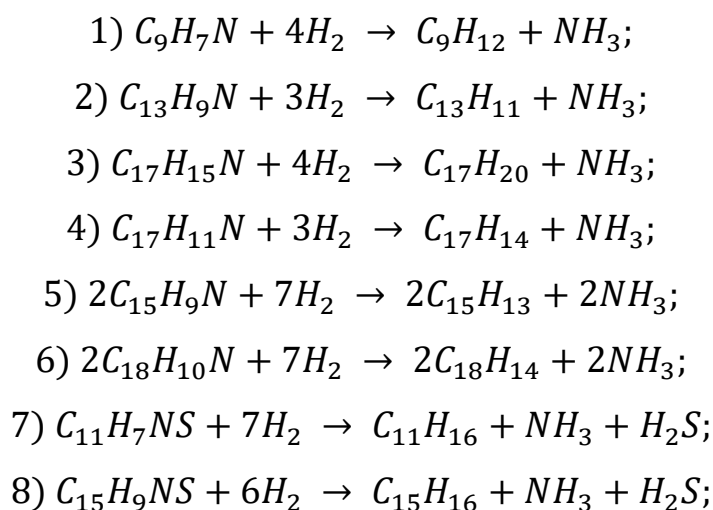 1) C₉H₇N + 4H₂ → C₉H₁₂ + NH₃;
2) C₁₃H₉N + 3H₂ → C₁₃H₁₁ + NH₃;
3) C₁₇H₁₅N + 4H₂ → C₁₇H₂₀ + NH₃;
4) C₁₇H₁₁N + 3H₂ → C₁₇H₁₄ + NH₃;
5) 2C₁₅H₉N + 7H₂ → 2C₁₅H₁₃ + 2NH₃;
6) 2C₁₈H₁₀N + 7H₂ → 2C₁₈H₁₄ + 2NH₃;
7) C₁₁H₇NS + 7H₂ → C₁₁H₁₆ + NH₃ + H₂S;
8) C₁₅H₉NS + 6H₂ → C₁₅H₁₆ + NH₃ + H₂S;